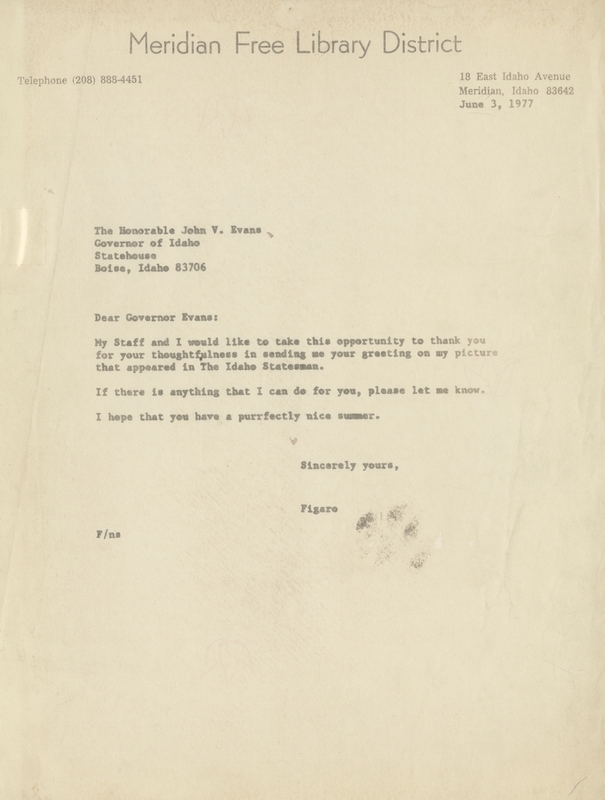 Meridian Free Library District
Telephone (208) 888-4451
18 East Idaho Avenue
Meridian, Idaho 83642
June 3, 1977
The Honorable John V. Evans
Governor of Idaho
Statehouse
Boise, Idaho 83706
Dear Governor Evans:
My Staff and I would like to take this opportunity to thank you
for your thoughtfulness in sending me your greeting on my picture
that appeared in The Idaho Statesman.
If there is anything that I can do for you, please let me know.
I hope that you have a purrfectly nice summer.
Sincerely yours,
Figaro
F/ns